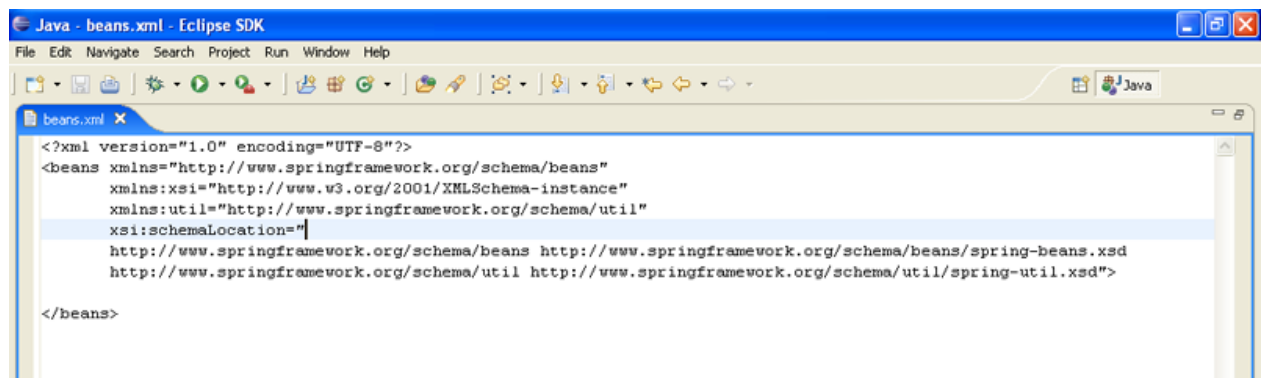 Java - beans.xml - Eclipse SDK
File Edit Navigate Search Project Run Window Help
Java
beans.xml
<?xml version="1.0" encoding="UTF-8"?>
<beans xmlns="http://www.springframework.org/schema/beans"
xmlns:xsi="http://www.w3.org/2001/XMLSchema-instance"
xmlns:util="http://www.springframework.org/schema/util"
xsi:schemaLocation="
http://www.springframework.org/schema/beans http://www.springframework.org/schema/beans/spring-beans.xsd
http://www.springframework.org/schema/util http://www.springframework.org/schema/util/spring-util.xsd">
</beans>